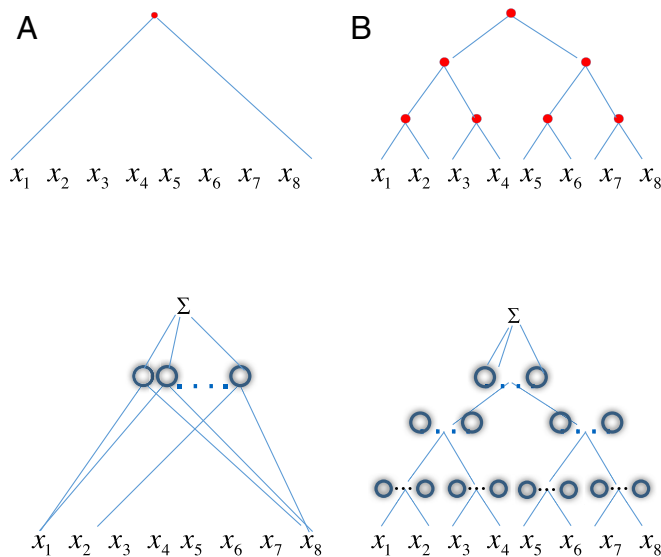 A B
x₁ x₂ x₃ x₄ x₅ x₆ x₇ x₈
x₁ x₂ x₃ x₄ x₅ x₆ x₇ x₈
Σ
Σ
x₁ x₂ x₃ x₄ x₅ x₆ x₇ x₈
x₁ x₂ x₃ x₄ x₅ x₆ x₇ x₈